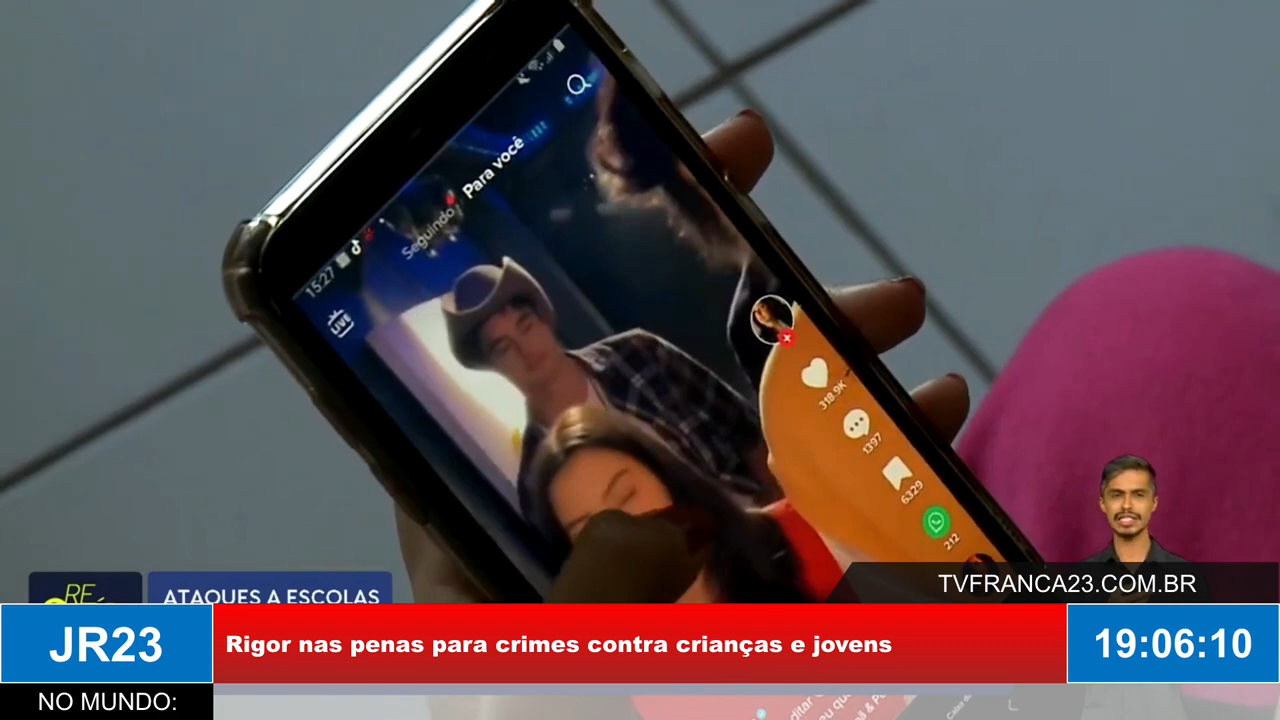 15:27
Seguindo
Para você
LIVE
318.9K
1397
6329
212
RE
ATAQUES A ESCOLAS
TVFRANCA23.COM.BR
JR23
Rigor nas penas para crimes contra crianças e jovens
19:06:10
NO MUNDO: